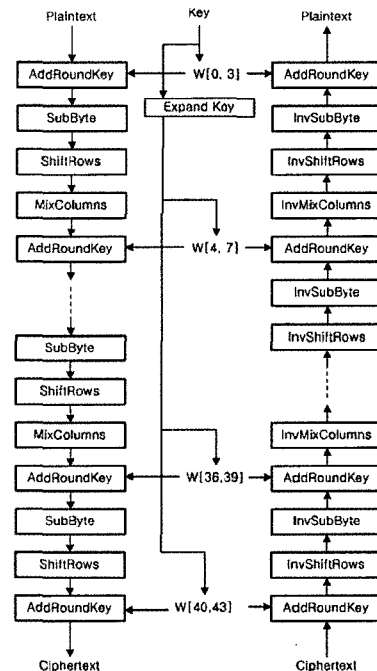 Plaintext
AddRoundKey
SubByte
ShiftRows
MixColumns
AddRoundKey
SubByte
ShiftRows
MixColumns
AddRoundKey
SubByte
ShiftRows
AddRoundKey
Ciphertext
Key
W[0, 3]
Expand Key
W[4, 7]
W[36,39]
W[40,43]
Plaintext
AddRoundKey
InvSubByte
InvShiftRows
InvMixColumns
AddRoundKey
InvSubByte
InvShiftRows
InvMixColumns
AddRoundKey
InvSubByte
InvShiftRows
AddRoundKey
Ciphertext